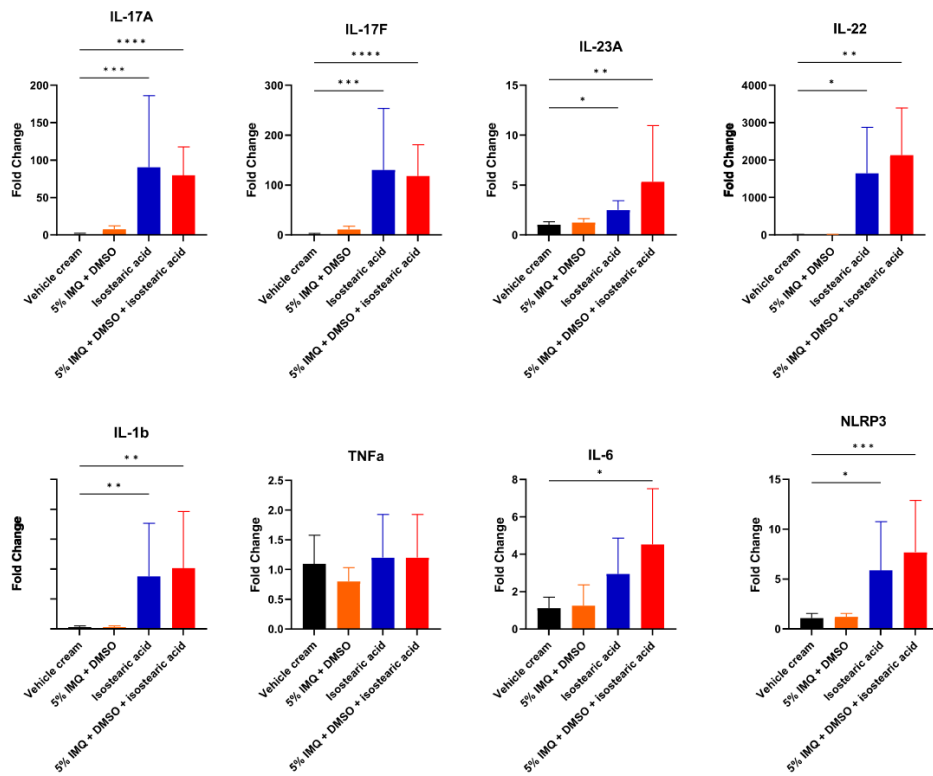 IL-17A
****
***
Fold Change
200
150
100
50
0
Vehicle cream
5% IMQ + DMSO
Isostearic acid
5% IMQ + DMSO + isostearic acid
IL-17F
****
***
Fold Change
300
200
100
0
Vehicle cream
5% IMQ + DMSO
Isostearic acid
5% IMQ + DMSO + isostearic acid
IL-23A
**
*
Fold Change
15
10
5
0
Vehicle cream
5% IMQ + DMSO
Isostearic acid
5% IMQ + DMSO + isostearic acid
IL-22
**
*
Fold Change
4000
3000
2000
1000
0
Vehicle cream
5% IMQ + DMSO
Isostearic acid
5% IMQ + DMSO + isostearic acid
IL-1b
**
**
Fold Change
Vehicle cream
5% IMQ + DMSO
Isostearic acid
5% IMQ + DMSO + isostearic acid
TNFa
Fold Change
2.5
2.0
1.5
1.0
0.5
0.0
Vehicle cream
5% IMQ + DMSO
Isostearic acid
5% IMQ + DMSO + isostearic acid
IL-6
*
Fold Change
8
6
4
2
0
Vehicle cream
5% IMQ + DMSO
Isostearic acid
5% IMQ + DMSO + isostearic acid
NLRP3
***
*
Fold Change
15
10
5
0
Vehicle cream
5% IMQ + DMSO
Isostearic acid
5% IMQ + DMSO + isostearic acid